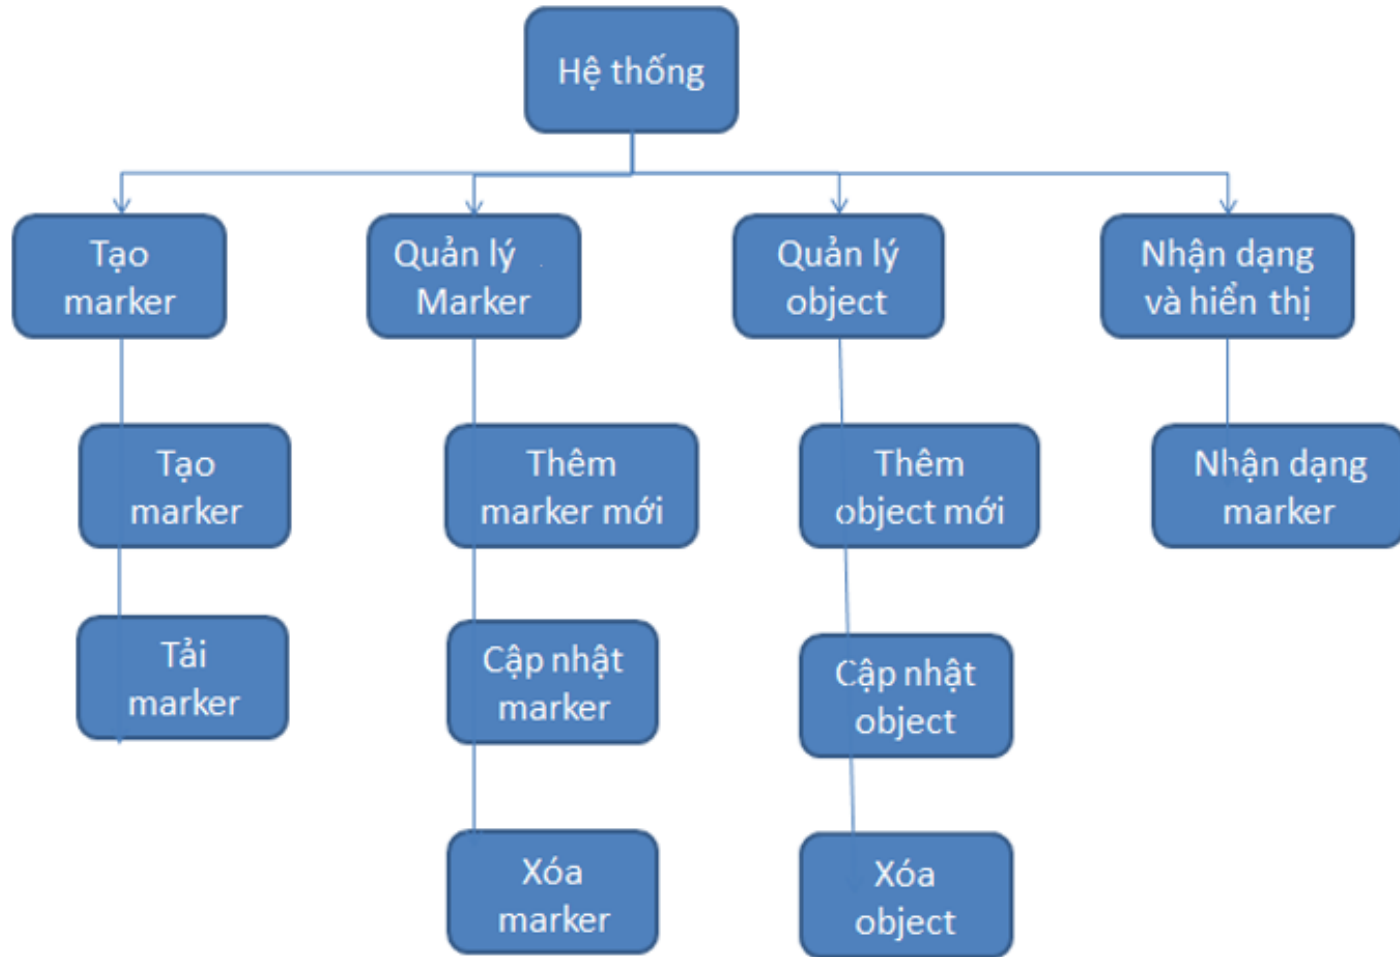 Hệ thống
Tạo
marker
Quản lý
Marker
Quản lý
object
Nhận dạng
và hiển thị
Tạo
marker
Thêm
marker mới
Thêm
object mới
Nhận dạng
marker
Tải
marker
Cập nhật
marker
Cập nhật
object
Xóa
marker
Xóa
object